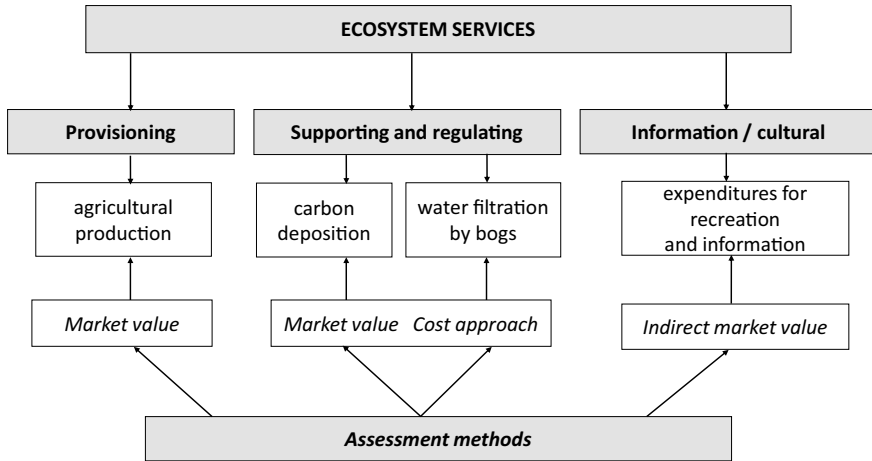 ECOSYSTEM SERVICES
Provisioning
Supporting and regulating
Information / cultural
agricultural
production
carbon
deposition
water filtration
by bogs
expenditures for
recreation
and information
Market value
Market value
Cost approach
Indirect market value
Assessment methods